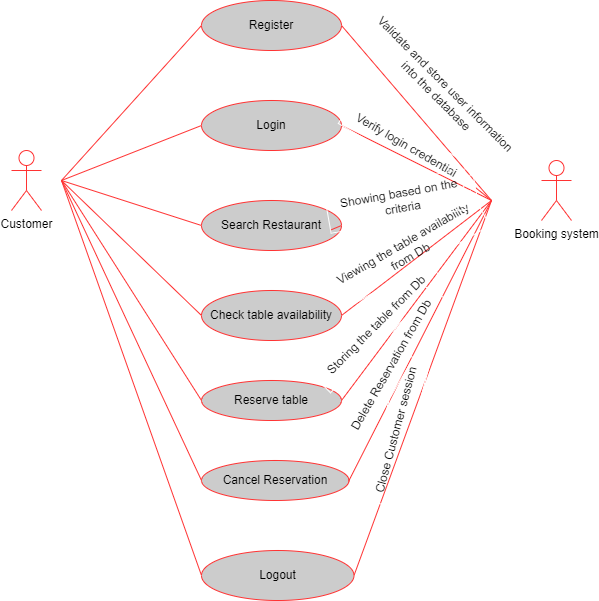 Register
Validate and store user information
into the database
Login
Verify login credential
Customer
Search Restaurant
Showing based on the
criteria
Booking system
Check table availability
Viewing the table availability
from Db
Reserve table
Storing the table from Db
Cancel Reservation
Delete Reservation from Db
Logout
Close Customer session